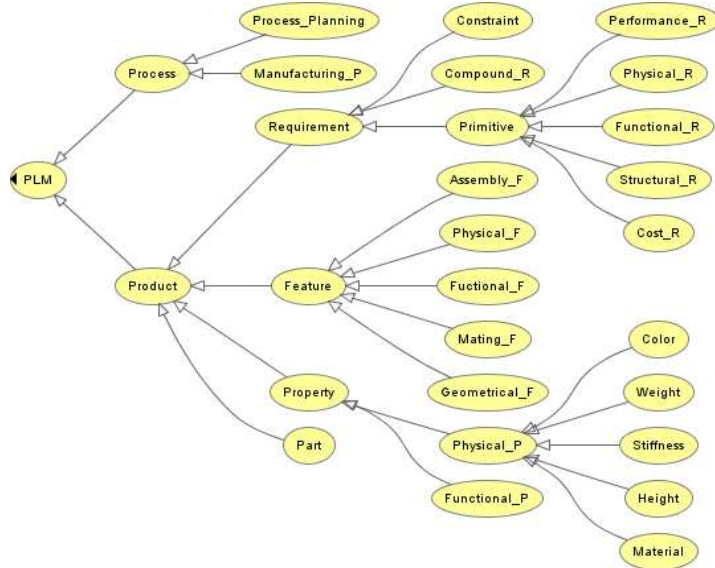 Process_Planning
Constraint
Performance_R
Process
Manufacturing_P
Compound_R
Physical_R
Requirement
Primitive
Functional_R
PLM
Assembly_F
Structural_R
Physical_F
Cost_R
Product
Feature
Fuctional_F
Mating_F
Color
Property
Geometrical_F
Weight
Part
Physical_P
Stiffness
Functional_P
Height
Material